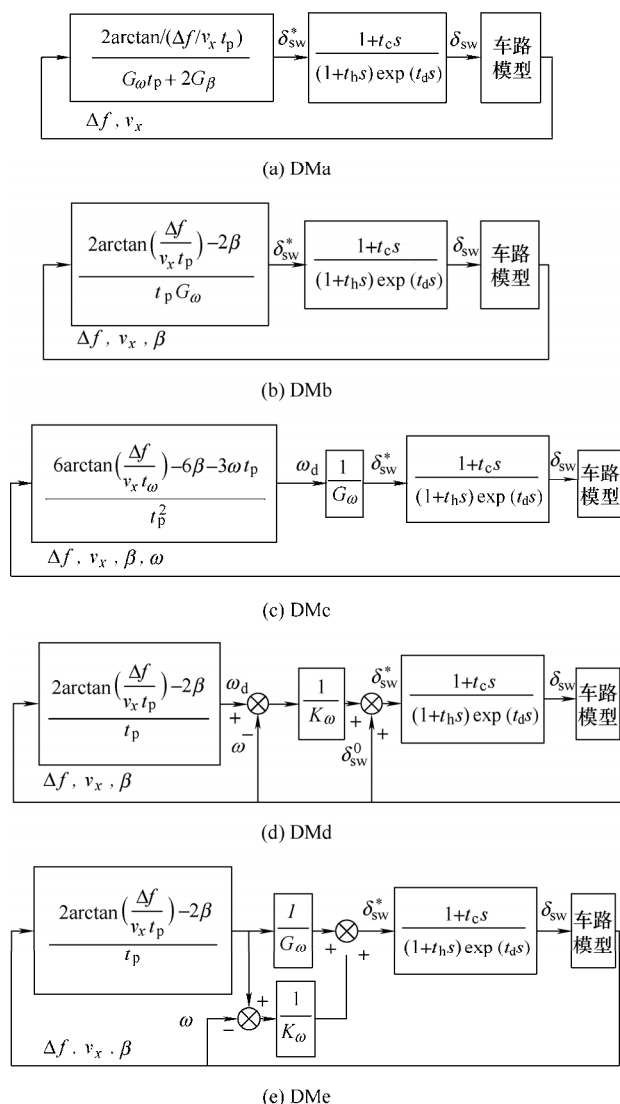 2arctan/(Δf/v_x t_p)
G_ω t_p + 2G_β
δ*_sw
1+t_c s
(1+t_h s) exp (t_d s)
δ_sw
车路
模型
Δf , v_x
(a) DMa
2arctan(Δf/v_x t_p) −2β
t_p G_ω
δ*_sw
1+t_c s
(1+t_h s) exp (t_d s)
δ_sw
车路
模型
Δf , v_x , β
(b) DMb
6arctan(Δf/v_x t_ω) −6β−3ω t_p
t_p^2
ω_d
1
G_ω
δ*_sw
1+t_c s
(1+t_h s) exp (t_d s)
δ_sw
车路
模型
Δf , v_x , β, ω
(c) DMc
2arctan(Δf/v_x t_p) −2β
t_p
ω_d
+
ω −
1
K_ω
+
δ*_sw
+
δ^0_sw
1+t_c s
(1+t_h s) exp (t_d s)
δ_sw
车路
模型
Δf , v_x , β
(d) DMd
2arctan(Δf/v_x t_p) −2β
t_p
1
G_ω
+
δ*_sw
+
1+t_c s
(1+t_h s) exp (t_d s)
δ_sw
车路
模型
ω
−
+
1
K_ω
Δf , v_x , β
(e) DMe